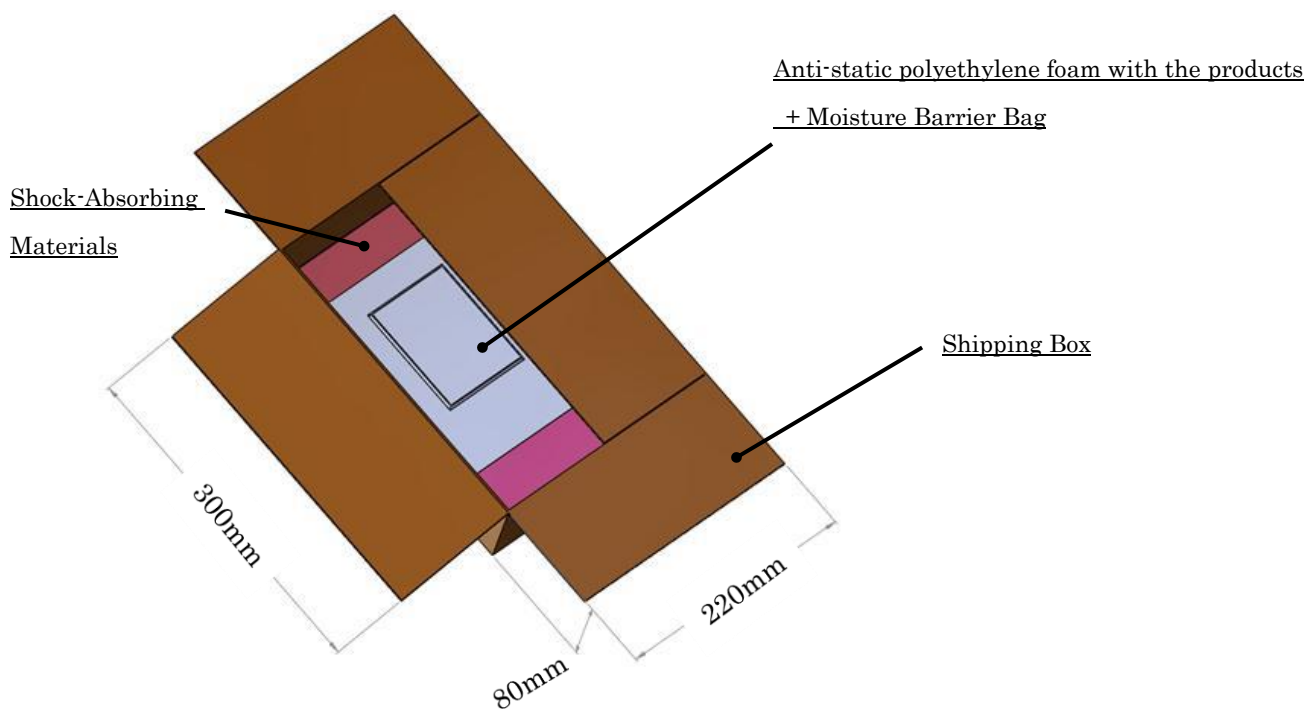 Anti-static polyethylene foam with the products
+ Moisture Barrier Bag
Shock-Absorbing
Materials
Shipping Box
300mm
220mm
80mm